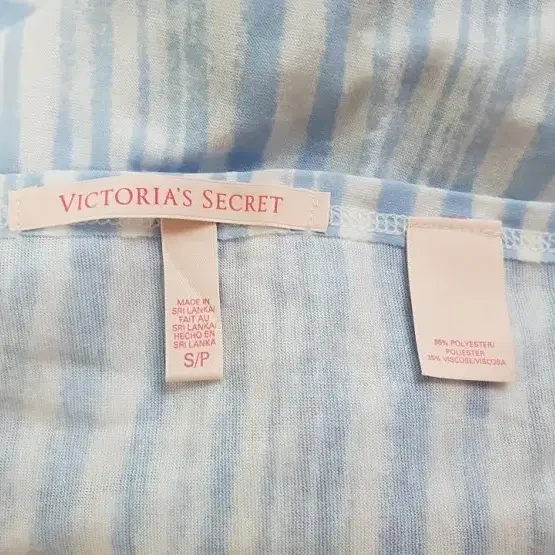 VICTORIA'S SECRET
MADE IN
SRI LANKA/
FAIT AU
SRI LANKA/
HECHO EN
SRI LANKA
S/P
85% POLYESTER/
POLIESTER
15% VISCOSE/VISCOSA